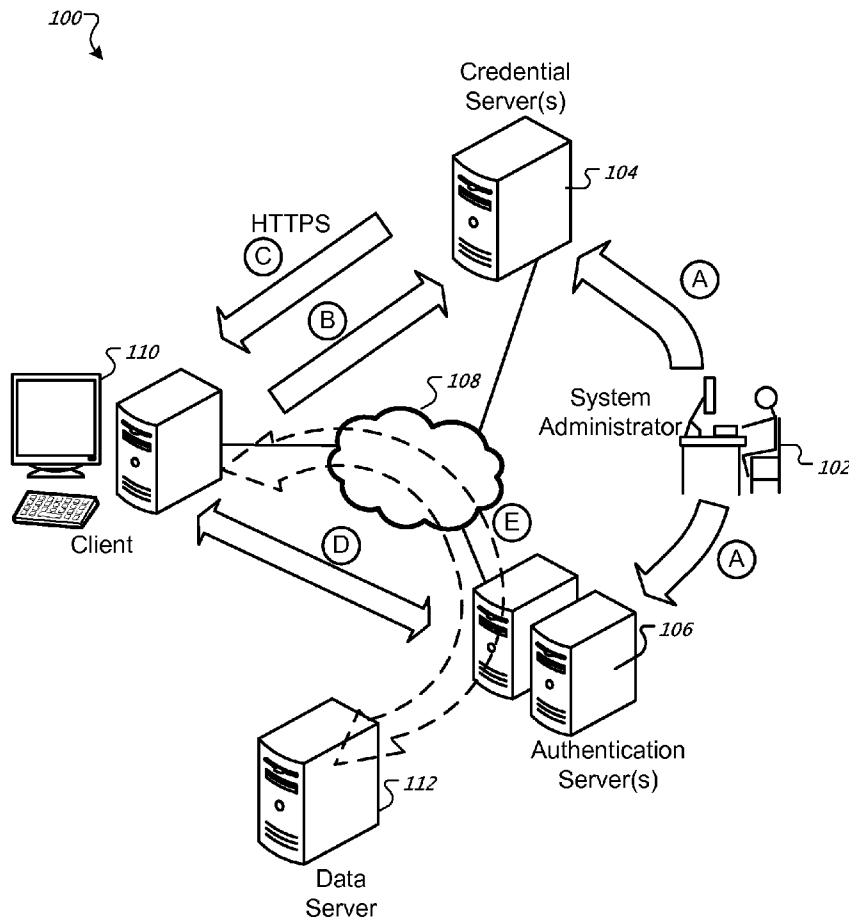 100
Credential
Server(s)
104
HTTPS
C
A
B
110
108
System
Administrator
102
E
Client
D
A
106
Authentication
Server(s)
112
Data
Server